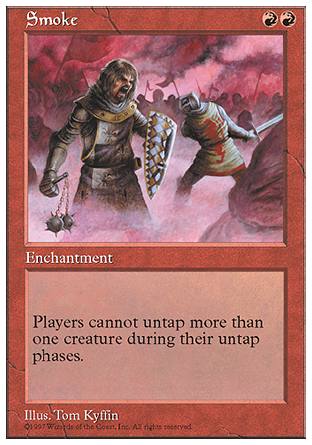 Smoke
Enchantment
Players cannot untap more than
one creature during their untap
phases.
Illus. Tom Kyffin
©1997 Wizards of the Coast, Inc. All rights reserved.